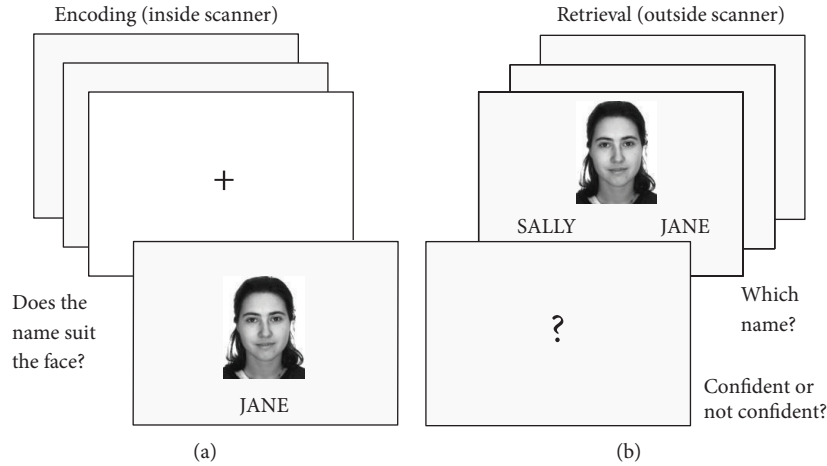 Encoding (inside scanner)
+
Does the
name suit
the face?
JANE
(a)
Retrieval (outside scanner)
SALLY JANE
Which
name?
?
Confident or
not confident?
(b)